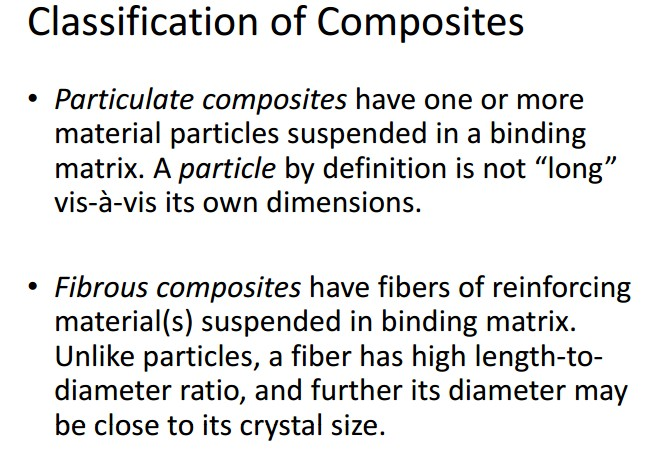 Classification of Composites
• Particulate composites have one or more
material particles suspended in a binding
matrix. A particle by definition is not “long”
vis-à-vis its own dimensions.
• Fibrous composites have fibers of reinforcing
material(s) suspended in binding matrix.
Unlike particles, a fiber has high length-to-
diameter ratio, and further its diameter may
be close to its crystal size.